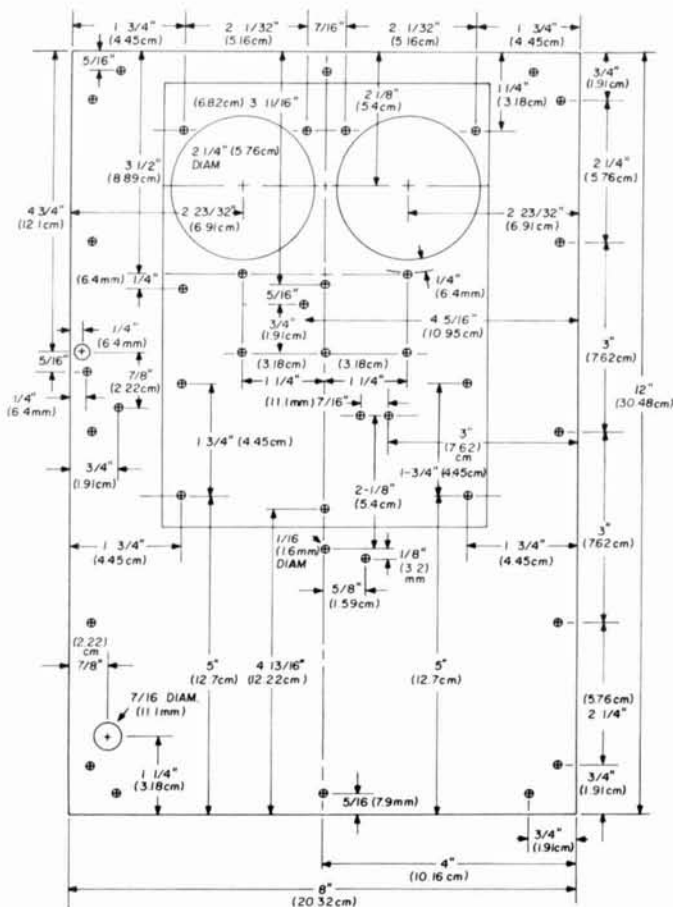 1 3/4"
(4.45cm)
2 1/32"
(5.16cm)
7/16"
2 1/32"
(5.16cm)
1 3/4"
(4.45cm)
5/16"
(6.82cm) 3 11/16"
2 1/8"
(5.4cm)
1 1/4"
(3.18cm)
3/4"
(1.91cm)
3 1/2"
(8.89cm)
2 1/4" (5.76cm)
DIAM
2 1/4"
(5.76cm)
4 3/4"
(12.1cm)
2 23/32"
(6.91cm)
2 23/32"
(6.91cm)
(6.4mm) 1/4"
5/16"
1/4"
(6.4mm)
1/4"
(6.4mm)
3/4"
(1.91cm)
4 5/16"
(10.95cm)
3"
(7.62cm)
5/16"
7/8"
(2.22cm)
(3.18cm)
(3.18cm)
1 1/4"
1 1/4"
12"
(30.48cm)
1/4"
(6.4mm)
(11.1mm) 7/16"
1 3/4" (4.45cm)
3"
(7.62)
cm
3/4"
(1.91cm)
1-3/4" (4.45cm)
2-1/8"
(5.4cm)
1 3/4"
(4.45cm)
1/16
(1.6mm)
DIAM
1/8"
(3.2)
mm
1 3/4"
(4.45cm)
3"
(7.62cm)
5/8"
(1.59cm)
(2.22)
cm
7/8"
5"
(12.7cm)
4 13/16"
(12.22cm)
5"
(12.7cm)
7/16 DIAM.
(11.1mm)
(5.76cm)
2 1/4"
1 1/4"
(3.18cm)
5/16 (7.9mm)
3/4"
(1.91cm)
3/4"
(1.91cm)
4"
(10.16 cm)
8"
(20.32cm)